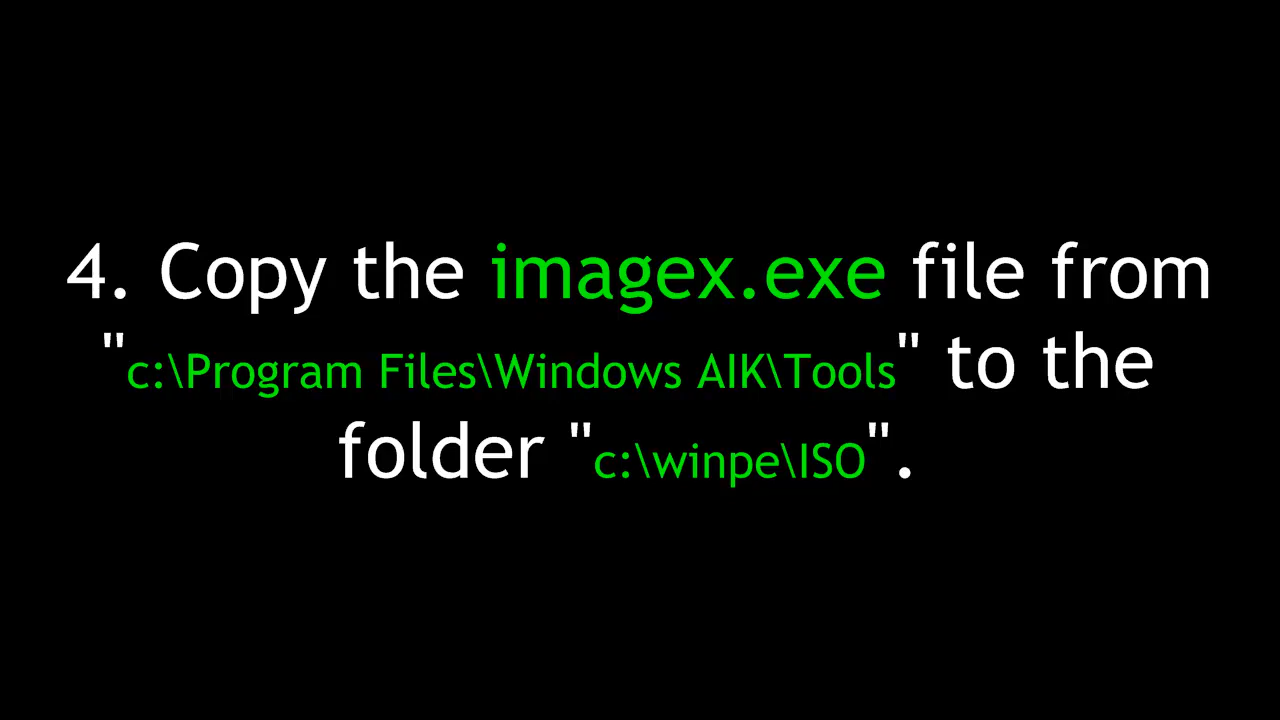 4. Copy the imagex.exe file from
"c:\Program Files\Windows AIK\Tools" to the
folder "c:\winpe\ISO".